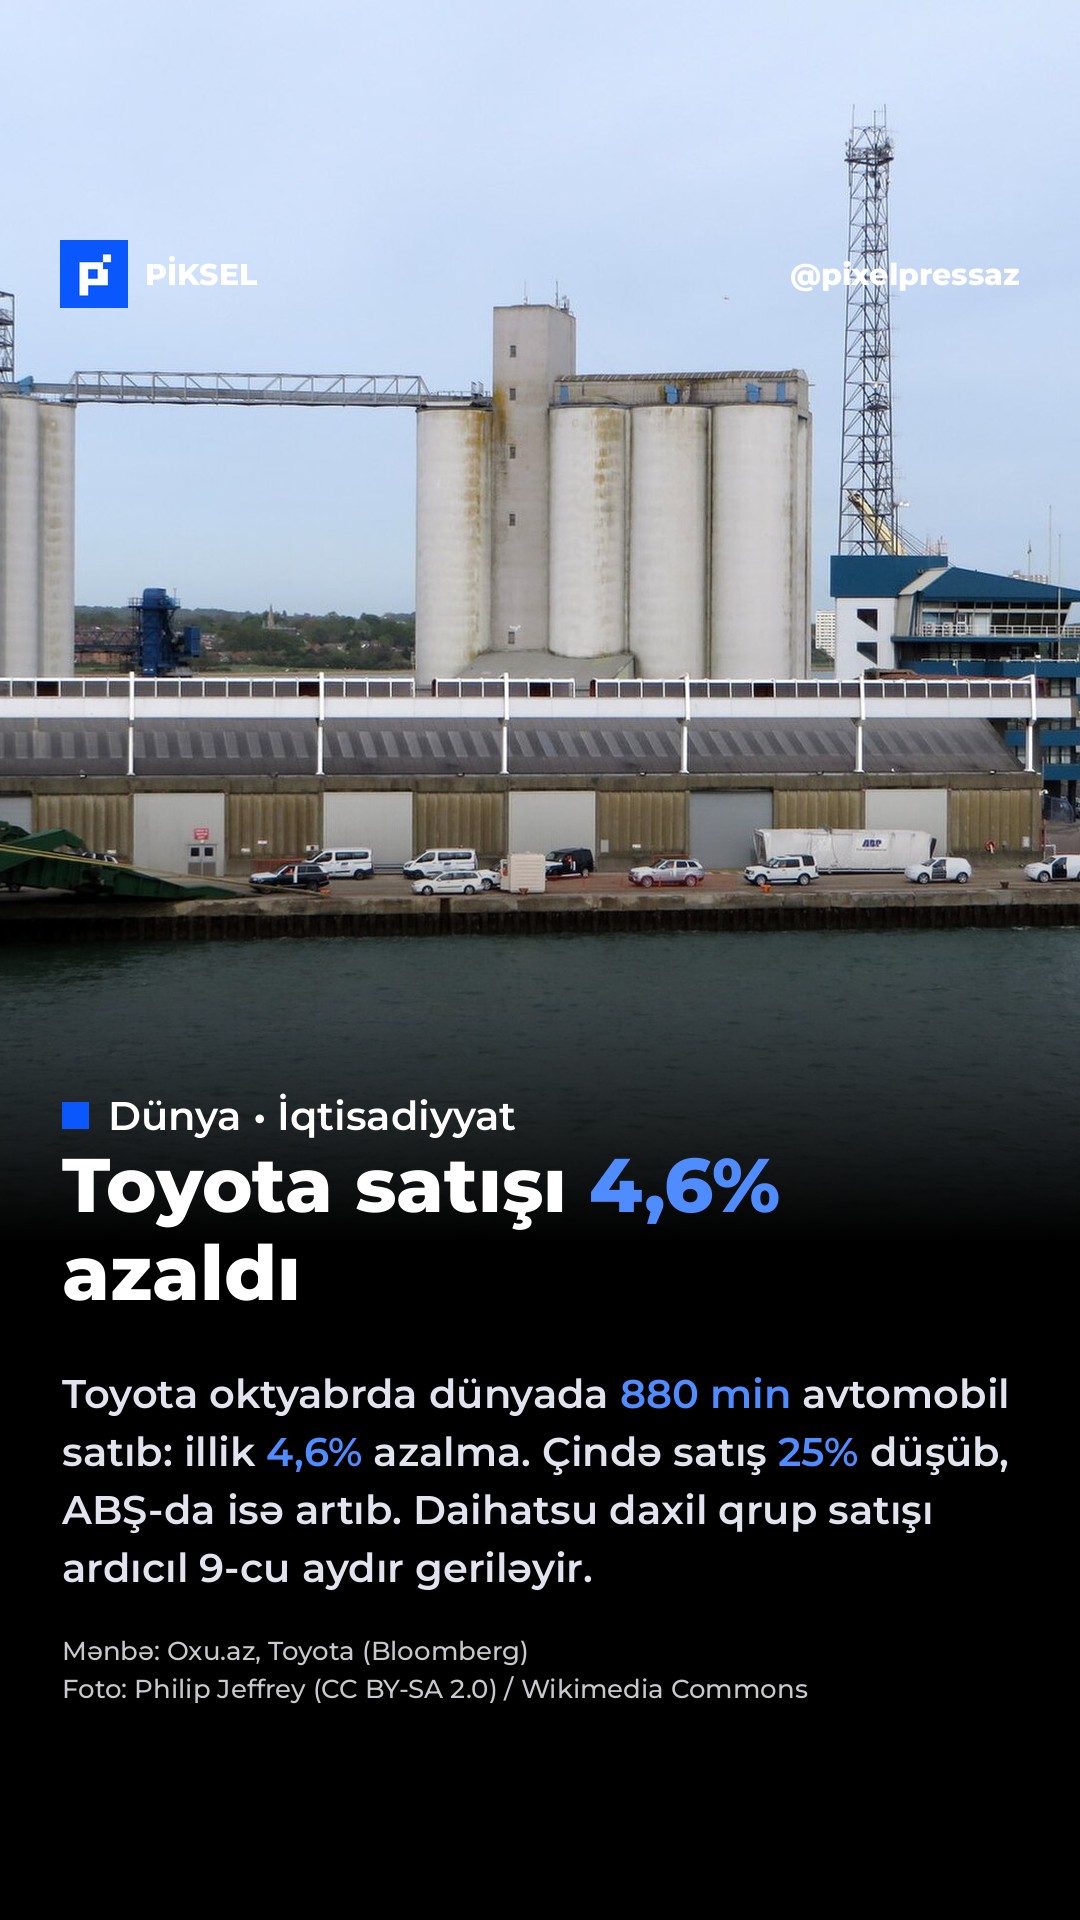 PİKSEL
@pixelpressaz
ABP
Dünya • İqtisadiyyat
Toyota satışı 4,6%
azaldı
Toyota oktyabrda dünyada 880 min avtomobil
satıb: illik 4,6% azalma. Çində satış 25% düşüb,
ABŞ-da isə artıb. Daihatsu daxil qrup satışı
ardıcıl 9-cu aydır geriləyir.
Mənbə: Oxu.az, Toyota (Bloomberg)
Foto: Philip Jeffrey (CC BY-SA 2.0) / Wikimedia Commons